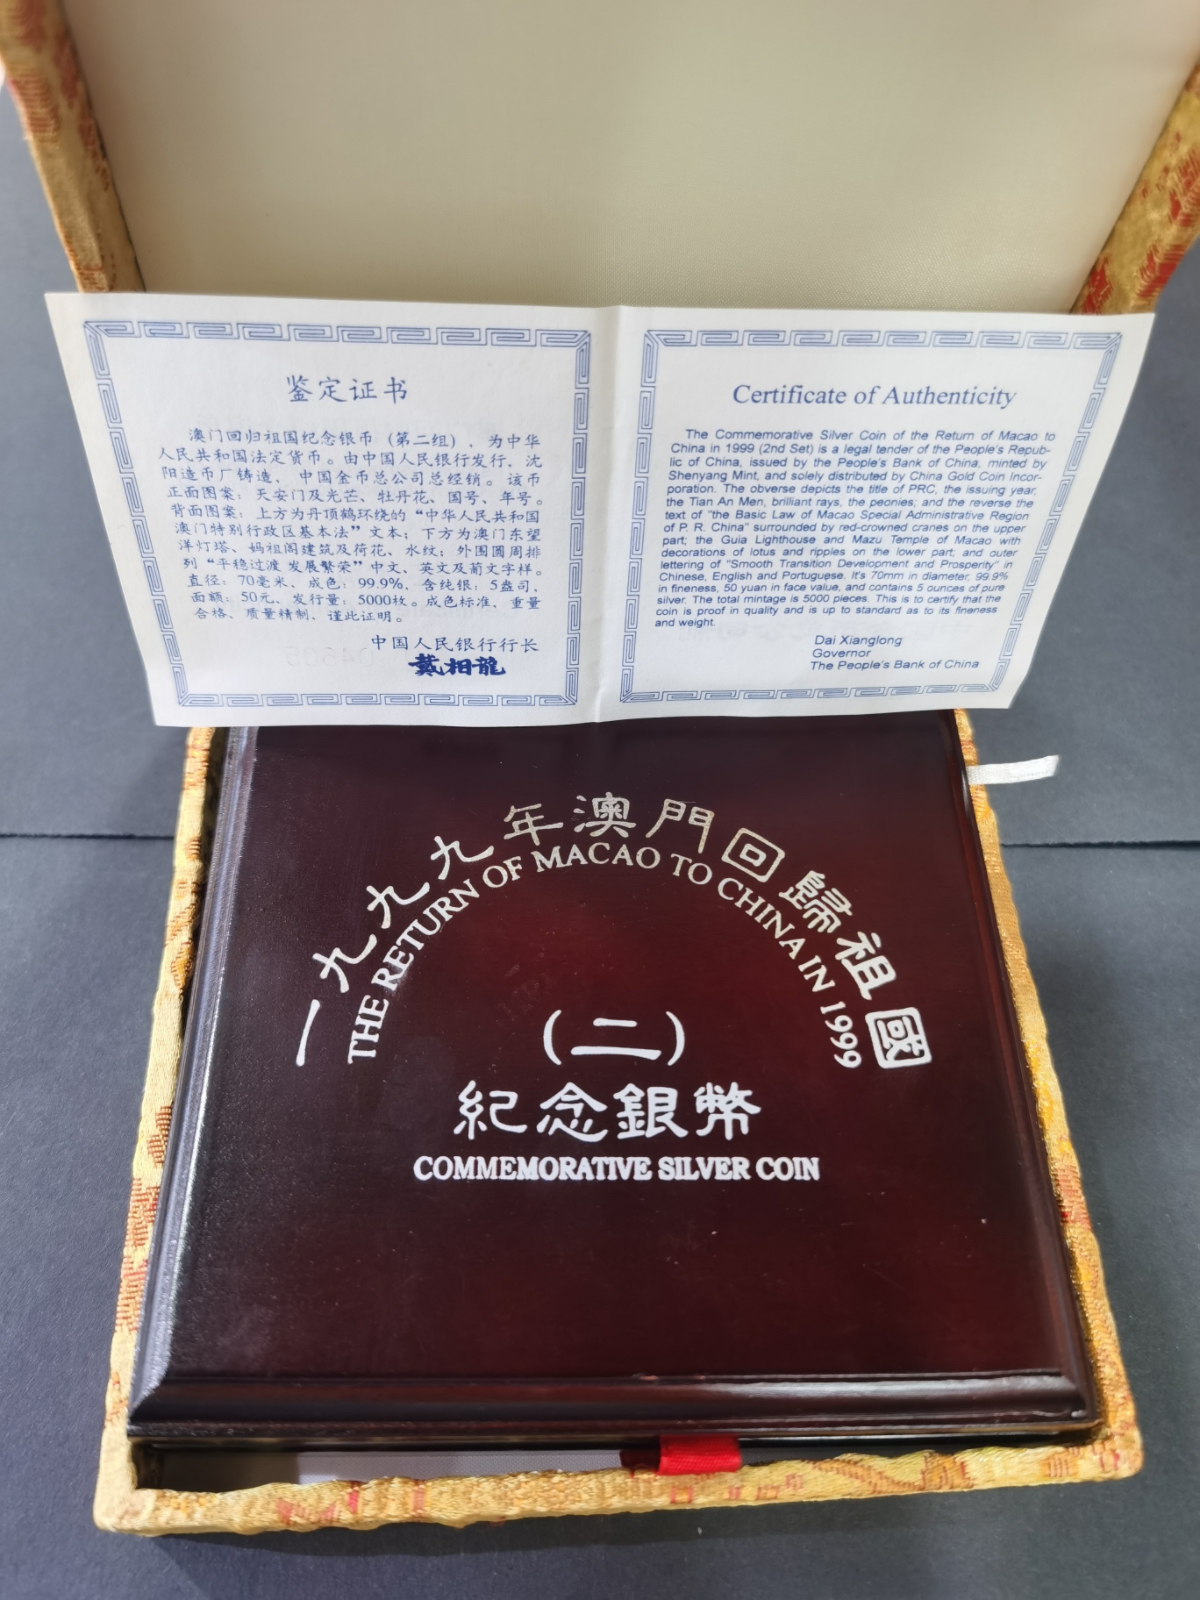 鉴定证书
澳门回归祖国纪念银币（第二组），为中华
人民共和国法定货币。由中国人民银行发行，沈
阳造币厂铸造，中国金币总公司总经销。该币
正面图案：天安门及光芒、牡丹花、国号、年号。
背面图案：上方为丹顶鹤环绕的“中华人民共和国
澳门特别行政区基本法”文本；下方为澳门东望
洋灯塔、妈祖阁建筑及荷花、水纹；外围圆周排
列“平稳过渡 发展繁荣”中文、英文及葡文字样。
直径：70毫米、成色：99.9%，含纯银：5盎司，
面额：50元、发行量：5000枚。成色标准，重量
合格、质量精制，谨此证明。
中国人民银行行长
戴相龍
Certificate of Authenticity
The Commemorative Silver Coin of the Return of Macao to
China in 1999 (2nd Set) is a legal tender of the People's Repub-
lic of China, issued by the People's Bank of China, minted by
Shenyang Mint, and solely distributed by China Gold Coin Incor-
poration. The obverse depicts the title of PRC, the issuing year,
the Tian An Men, brilliant rays, the peonies, and the reverse the
text of "the Basic Law of Macao Special Administrative Region
of P. R. China" surrounded by red-crowned cranes on the upper
part; the Guia Lighthouse and Mazu Temple of Macao with
decorations of lotus and ripples on the lower part, and outer
lettering of "Smooth Transition Development and Prosperity" in
Chinese, English and Portuguese. It's 70mm in diameter, 99.9%
in fineness, 50 yuan in face value, and contains 5 ounces of pure
silver. The total mintage is 5000 pieces. This is to certify that the
coin is proof in quality and is up to standard as to its fineness
and weight.
Dai Xianglong
Governor
The People's Bank of China
一九九九年澳門回歸祖國
THE RETURN OF MACAO TO CHINA IN 1999
（二）
紀念銀幣
COMMEMORATIVE SILVER COIN